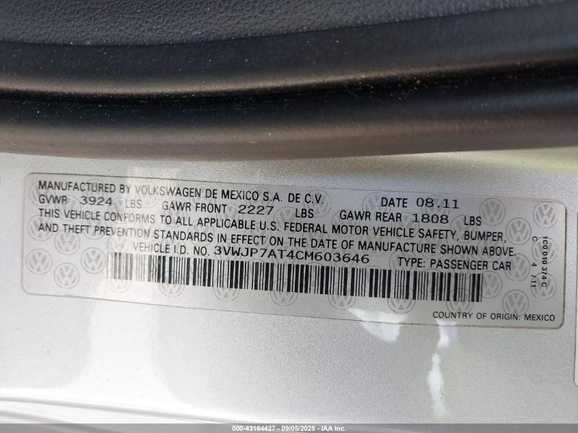 MANUFACTURED BY VOLKSWAGEN DE MEXICO S.A. DE C.V. DATE 08.11
GVWR 3924 LBS GAWR FRONT 2227 LBS GAWR REAR 1808 LBS
THIS VEHICLE CONFORMS TO ALL APPLICABLE U.S. FEDERAL MOTOR VEHICLE SAFETY, BUMPER
AND THEFT PREVENTION STANDARDS IN EFFECT ON THE DATE OF MANUFACTURE SHOWN ABOVE.
VEHICLE I.D. NO. 3VWJP7AT4CM603646 TYPE: PASSENGER CAR
1C0 010 374 C
COUNTRY OF ORIGIN: MEXICO
000-43164427 - 09/05/2025 - IAA Inc.